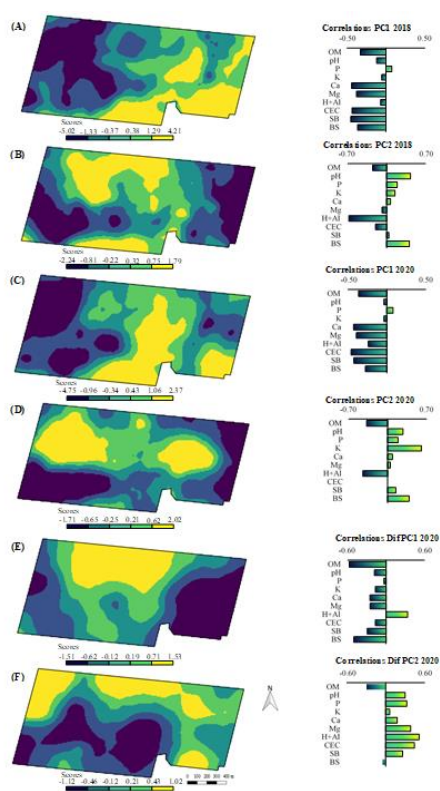 (A)
Correlations PC1 2018
-0.50 0.50
OM
pH
P
K
Ca
Mg
H+Al
CEC
SB
BS
Scores
-5.02 -1.33 -0.37 0.38 1.29 4.21
(B)
Correlations PC2 2018
-0.70 0.70
OM
pH
P
K
Ca
Mg
H+Al
CEC
SB
BS
Scores
-2.24 -0.81 -0.22 0.25 0.73 1.79
(C)
Correlations PC1 2020
-0.50 0.50
OM
pH
P
K
Ca
Mg
H+Al
CEC
SB
BS
Scores
-4.75 -0.96 -0.34 0.43 1.06 2.37
(D)
Correlations PC2 2020
-0.70 0.70
OM
pH
P
K
Ca
Mg
H+Al
CEC
SB
BS
Scores
-1.71 -0.65 -0.25 0.21 0.62 2.02
(E)
Correlations DifPC1 2020
-0.60 0.60
OM
pH
P
K
Ca
Mg
H+Al
CEC
SB
BS
Scores
-1.51 -0.62 -0.12 0.19 0.71 1.53
(F)
Correlations Dif PC2 2020
-0.60 0.60
OM
pH
P
K
Ca
Mg
H+Al
CEC
SB
BS
N
Scores
-1.12 -0.46 -0.10 0.21 0.43 1.02